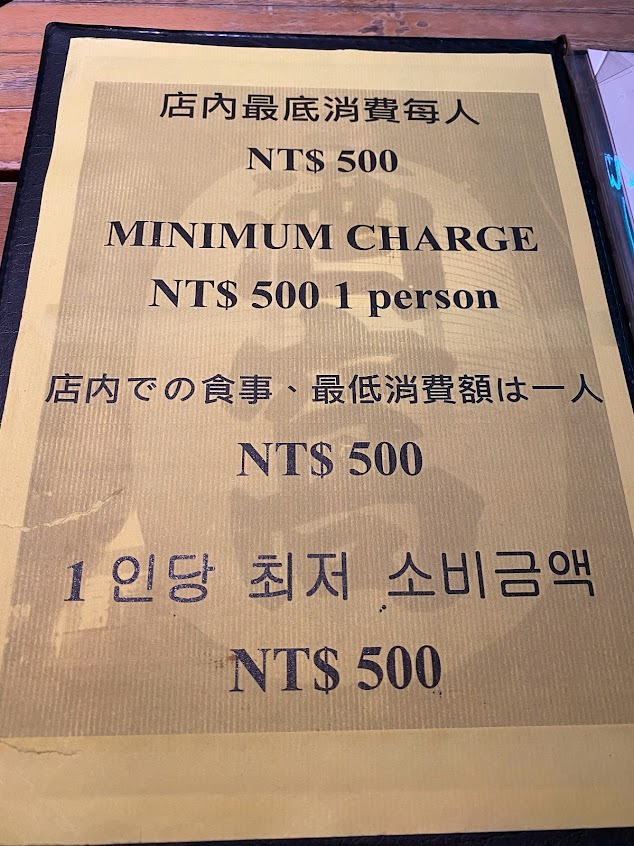 店內最底消費每人
NT$ 500
MINIMUM CHARGE
NT$ 500 1 person
店内での食事、最低消費額は一人
NT$ 500
1 인당 최저 소비금액
NT$ 500